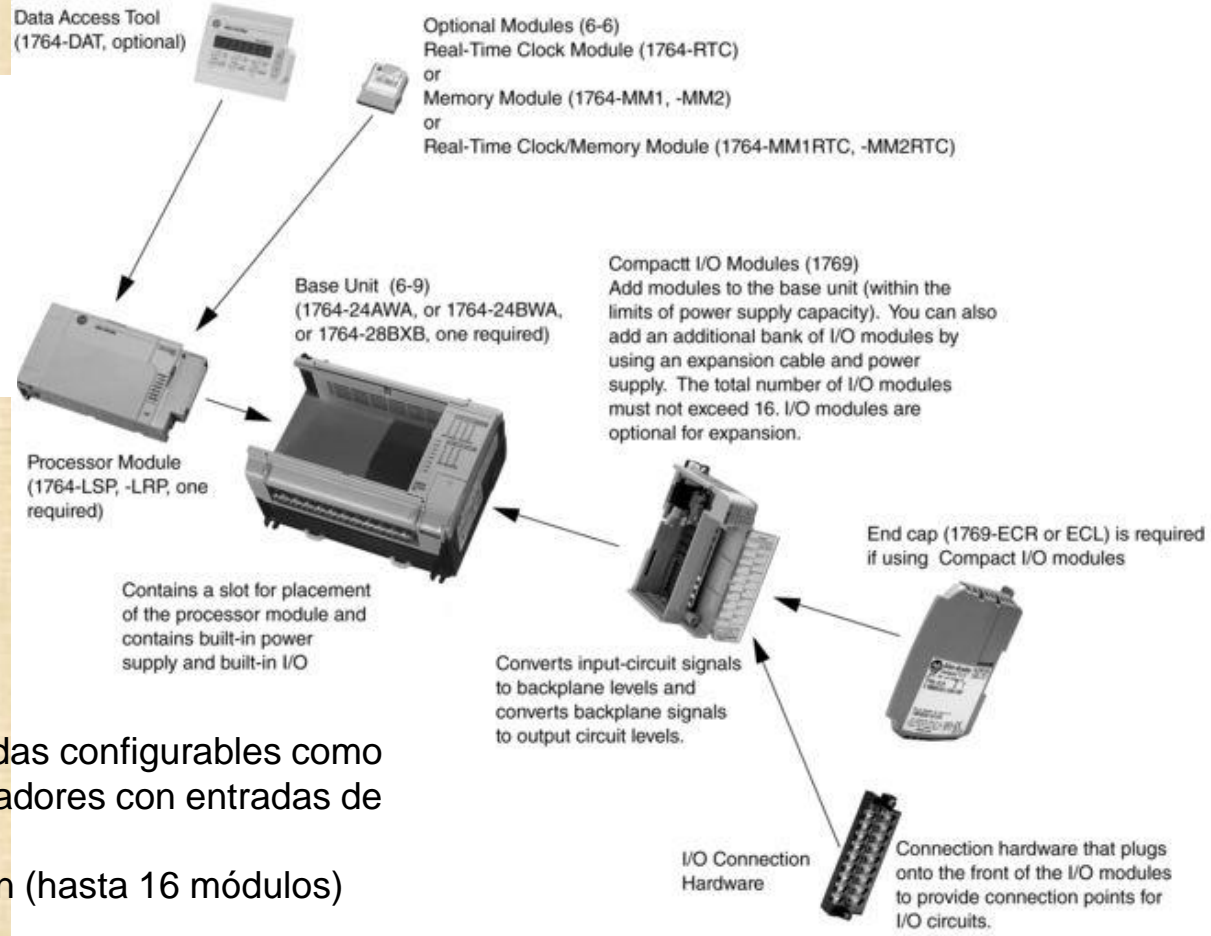 Data Access Tool
(1764-DAT, optional)
Optional Modules (6-6)
Real-Time Clock Module (1764-RTC)
or
Memory Module (1764-MM1, -MM2)
or
Real-Time Clock/Memory Module (1764-MM1RTC, -MM2RTC)
Base Unit (6-9)
(1764-24AWA, or 1764-24BWA,
or 1764-28BXB, one required)
Compactt I/O Modules (1769)
Add modules to the base unit (within the
limits of power supply capacity). You can also
add an additional bank of I/O modules by
using an expansion cable and power
supply. The total number of I/O modules
must not exceed 16. I/O modules are
optional for expansion.
Processor Module
(1764-LSP, -LRP, one
required)
End cap (1769-ECR or ECL) is required
if using Compact I/O modules
Contains a slot for placement
of the processor module and
contains built-in power
supply and built-in I/O
Converts input-circuit signals
to backplane levels and
converts backplane signals
to output circuit levels.
das configurables como
adores con entradas de
n (hasta 16 módulos)
I/O Connection
Hardware
Connection hardware that plugs
onto the front of the I/O modules
to provide connection points for
I/O circuits.